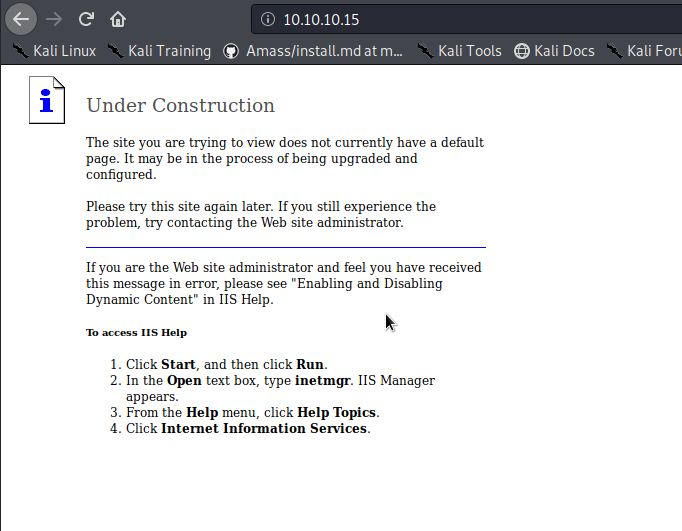 10.10.10.15
Kali Linux Kali Training Amass/install.md at m... Kali Tools Kali Docs Kali Foru
Under Construction
The site you are trying to view does not currently have a default
page. It may be in the process of being upgraded and
configured.
Please try this site again later. If you still experience the
problem, try contacting the Web site administrator.
If you are the Web site administrator and feel you have received
this message in error, please see "Enabling and Disabling
Dynamic Content" in IIS Help.
To access IIS Help
1. Click Start, and then click Run.
2. In the Open text box, type inetmgr. IIS Manager
appears.
3. From the Help menu, click Help Topics.
4. Click Internet Information Services.